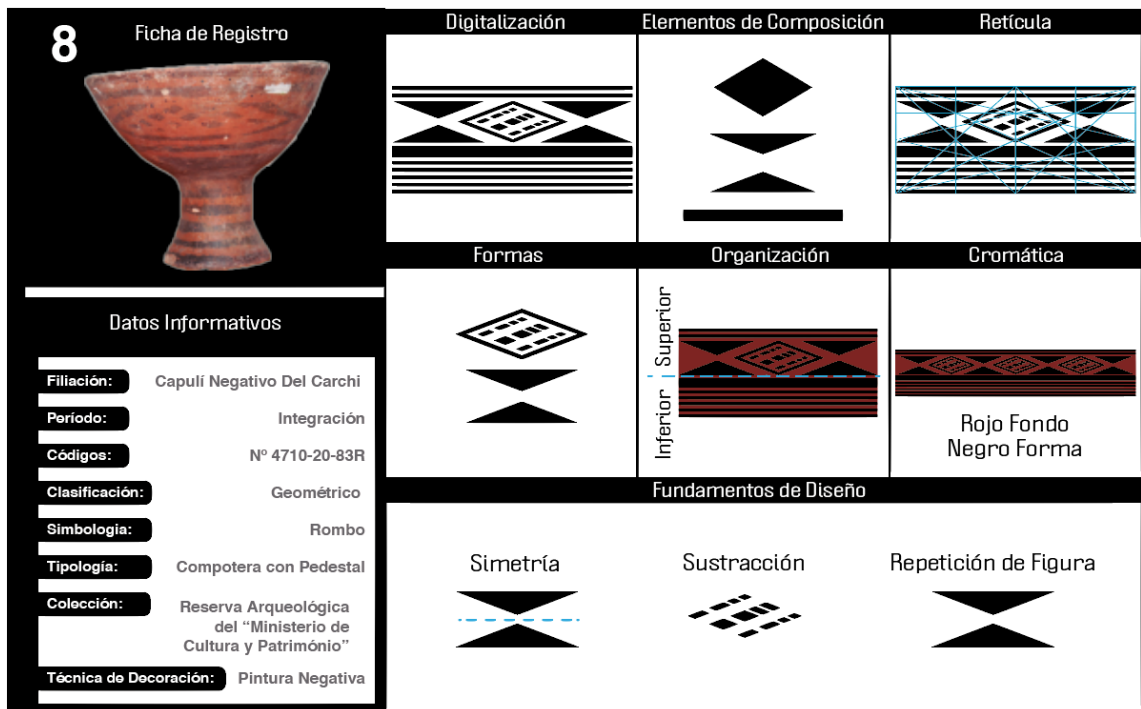 8
Ficha de Registro
Digitalización
Elementos de Composición
Retícula
Formas
Organización
Superior
Inferior
Cromática
Rojo Fondo
Negro Forma
Datos Informativos
Filiación: Capulí Negativo Del Carchi
Período: Integración
Códigos: Nº 4710-20-83R
Clasificación: Geométrico
Simbologia: Rombo
Tipología: Compotera con Pedestal
Colección: Reserva Arqueológica
del “Ministerio de
Cultura y Património”
Técnica de Decoración: Pintura Negativa
Fundamentos de Diseño
Simetría
Sustracción
Repetición de Figura